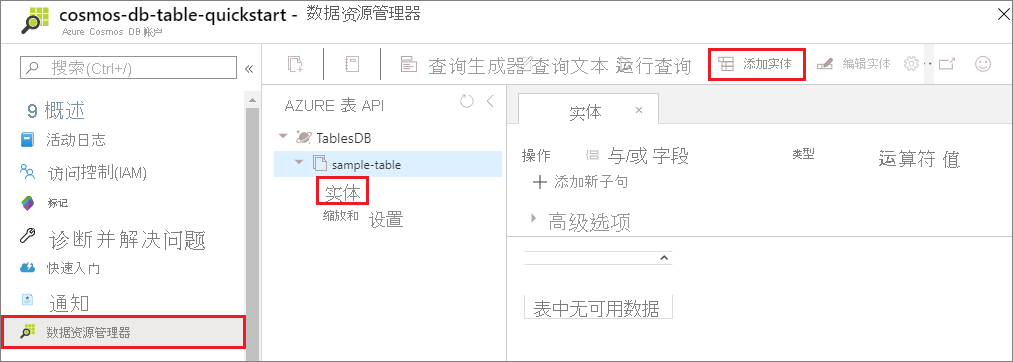 cosmos-db-table-quickstart - 数据资源管理器
Azure Cosmos DB 帐户
搜索(Ctrl+/)
9 概述
活动日志
访问控制(IAM)
标记
诊断并解决问题
快速入门
通知
数据资源管理器
查询生成器 查询文本 运行查询 添加实体 编辑实体
AZURE 表 API
TablesDB
sample-table
实体
缩放和 设置
实体
操作 与/或 字段 类型 运算符 值
添加新子句
高级选项
表中无可用数据